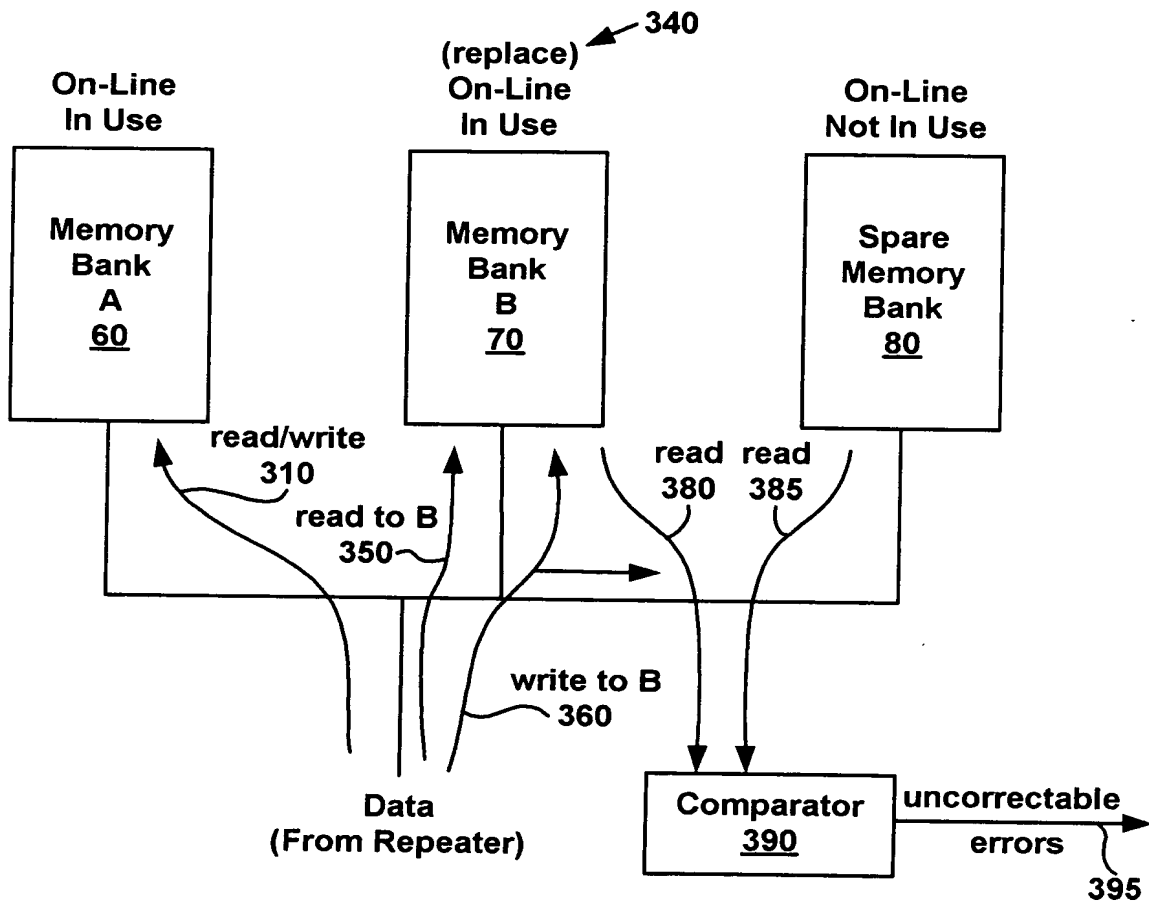 340
(replace)
On-Line
In Use
On-Line
In Use
On-Line
Not In Use
Memory
Bank
A
60
Memory
Bank
B
70
Spare
Memory
Bank
80
read/write
310
read to B
350
read
380
read
385
write to B
360
Data
(From Repeater)
Comparator
390
uncorrectable
errors
395